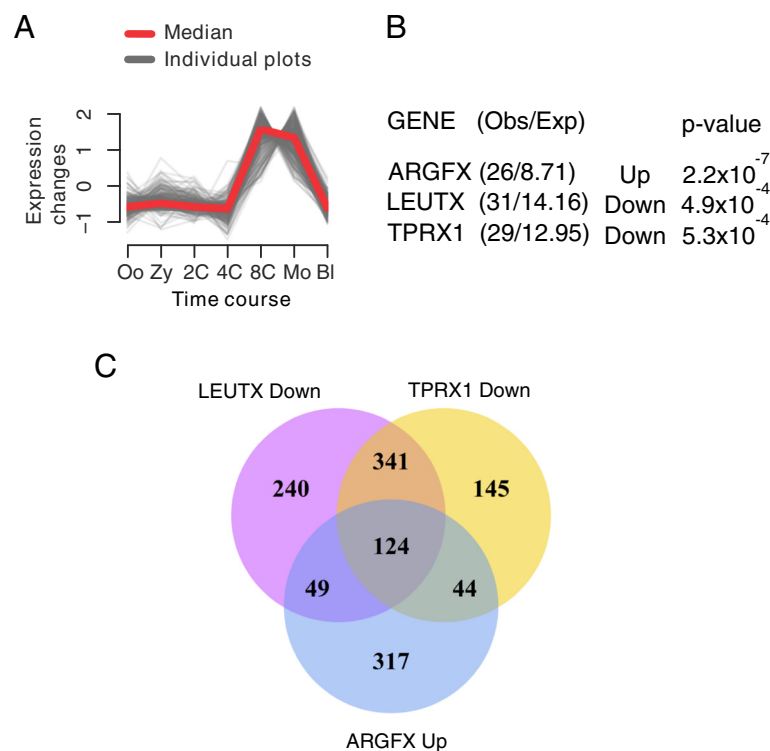 A
Median
Individual plots
Expression
changes
2
1
0
−1
Oo Zy 2C 4C 8C Mo Bl
Time course
B
GENE (Obs/Exp) p-value
ARGFX (26/8.71) Up 2.2x10-7
LEUTX (31/14.16) Down 4.9x10-4
TPRX1 (29/12.95) Down 5.3x10-4
C
LEUTX Down TPRX1 Down
341
240 145
124
49 44
317
ARGFX Up